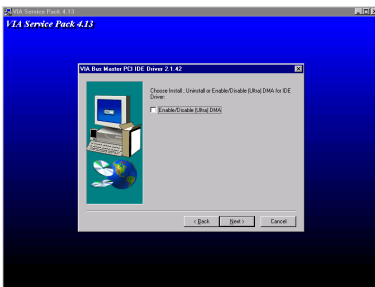 VIA Service Pack 4.13
VIA Service Pack 4.13
VIA Bus Master PCI IDE Driver 2.1.42
Choose Install , Uninstall or Enable/Disable (Ultra) DMA for IDE
Driver:
Enable/Disable (Ultra) DMA
< Back
Next >
Cancel